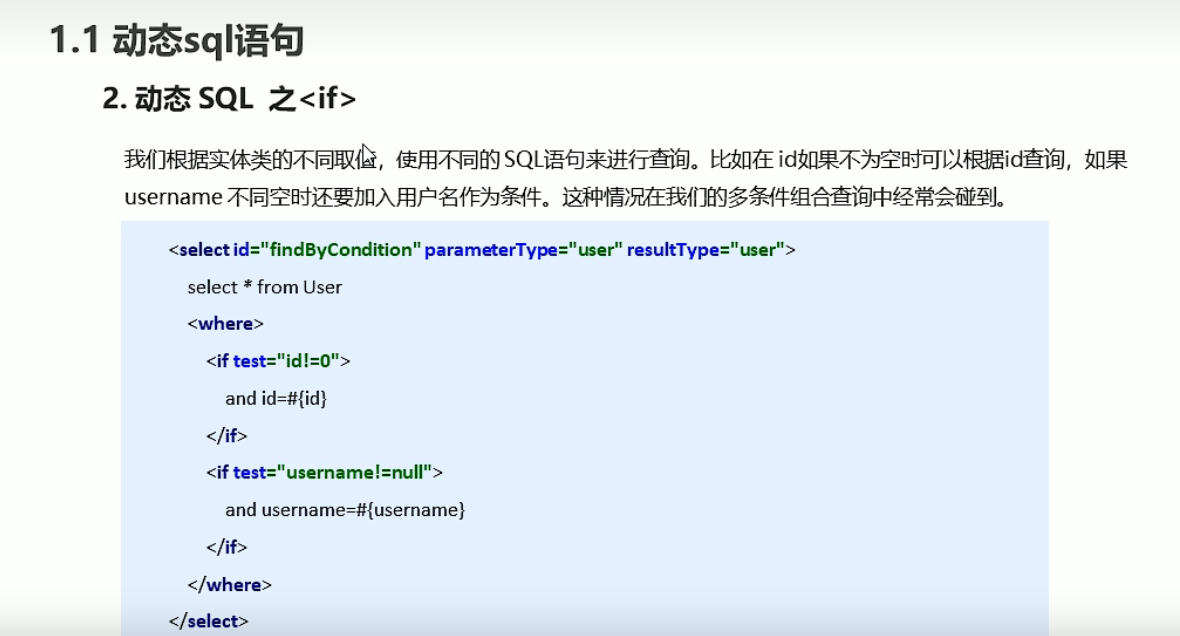 1.1 动态sql语句
2. 动态 SQL 之<if>
我们根据实体类的不同取值，使用不同的 SQL语句来进行查询。比如在 id如果不为空时可以根据id查询，如果
username 不同空时还要加入用户名作为条件。这种情况在我们的多条件组合查询中经常会碰到。
<select id="findByCondition" parameterType="user" resultType="user">
select * from User
<where>
<if test="id!=0">
and id=#{id}
</if>
<if test="username!=null">
and username=#{username}
</if>
</where>
</select>